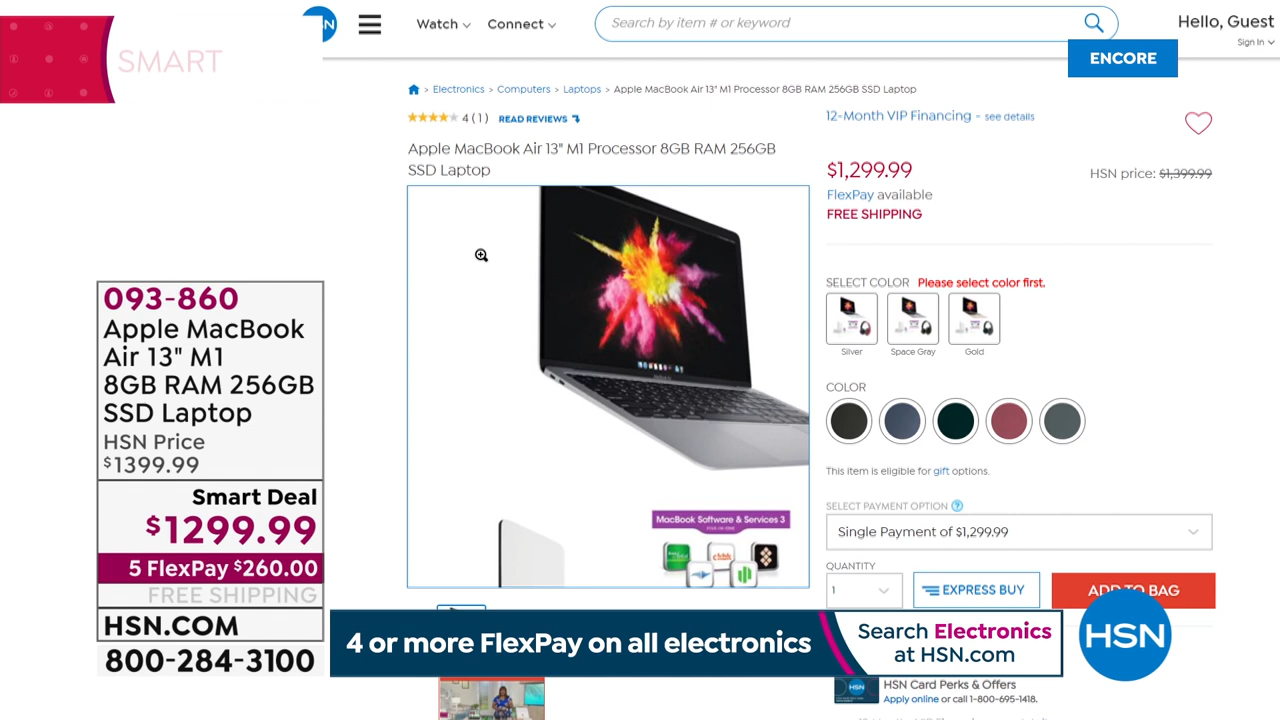 SMART
Watch
Connect
Search by item # or keyword
Hello, Guest
Sign In
ENCORE
Electronics > Computers > Laptops > Apple MacBook Air 13" M1 Processor 8GB RAM 256GB SSD Laptop
4 (1) READ REVIEWS
12-Month VIP Financing - see details
Apple MacBook Air 13" M1 Processor 8GB RAM 256GB
SSD Laptop
$1,299.99
HSN price: $1,399.99
FlexPay available
FREE SHIPPING
SELECT COLOR Please select color first.
Silver
Space Gray
Gold
COLOR
This item is eligible for gift options.
SELECT PAYMENT OPTION ?
Single Payment of $1,299.99
QUANTITY
1
EXPRESS BUY
ADD TO BAG
MacBook Software & Services 3
093-860
Apple MacBook
Air 13" M1
8GB RAM 256GB
SSD Laptop
HSN Price
$1399.99
Smart Deal
$1299.99
5 FlexPay $260.00
FREE SHIPPING
HSN.COM
800-284-3100
4 or more FlexPay on all electronics
Search Electronics
at HSN.com
HSN
HSN
HSN Card Perks & Offers
Apply online or call 1-800-695-1418.